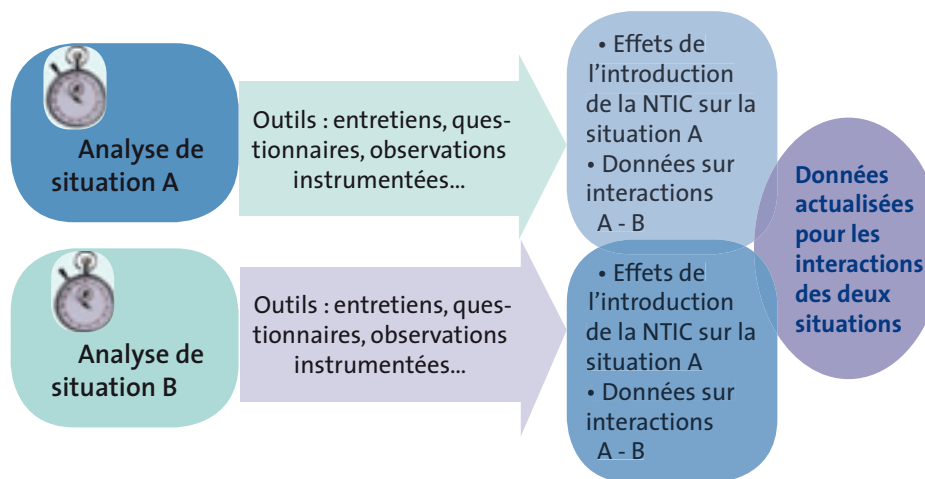 Analyse de
situation A
Outils : entretiens, ques-
tionnaires, observations
instrumentées...
• Effets de
l'introduction
de la NTIC sur la
situation A
• Données sur
interactions
A - B
Analyse de
situation B
Outils : entretiens, ques-
tionnaires, observations
instrumentées...
• Effets de
l'introduction
de la NTIC sur la
situation A
• Données sur
interactions
A - B
Données
actualisées
pour les
interactions
des deux
situations